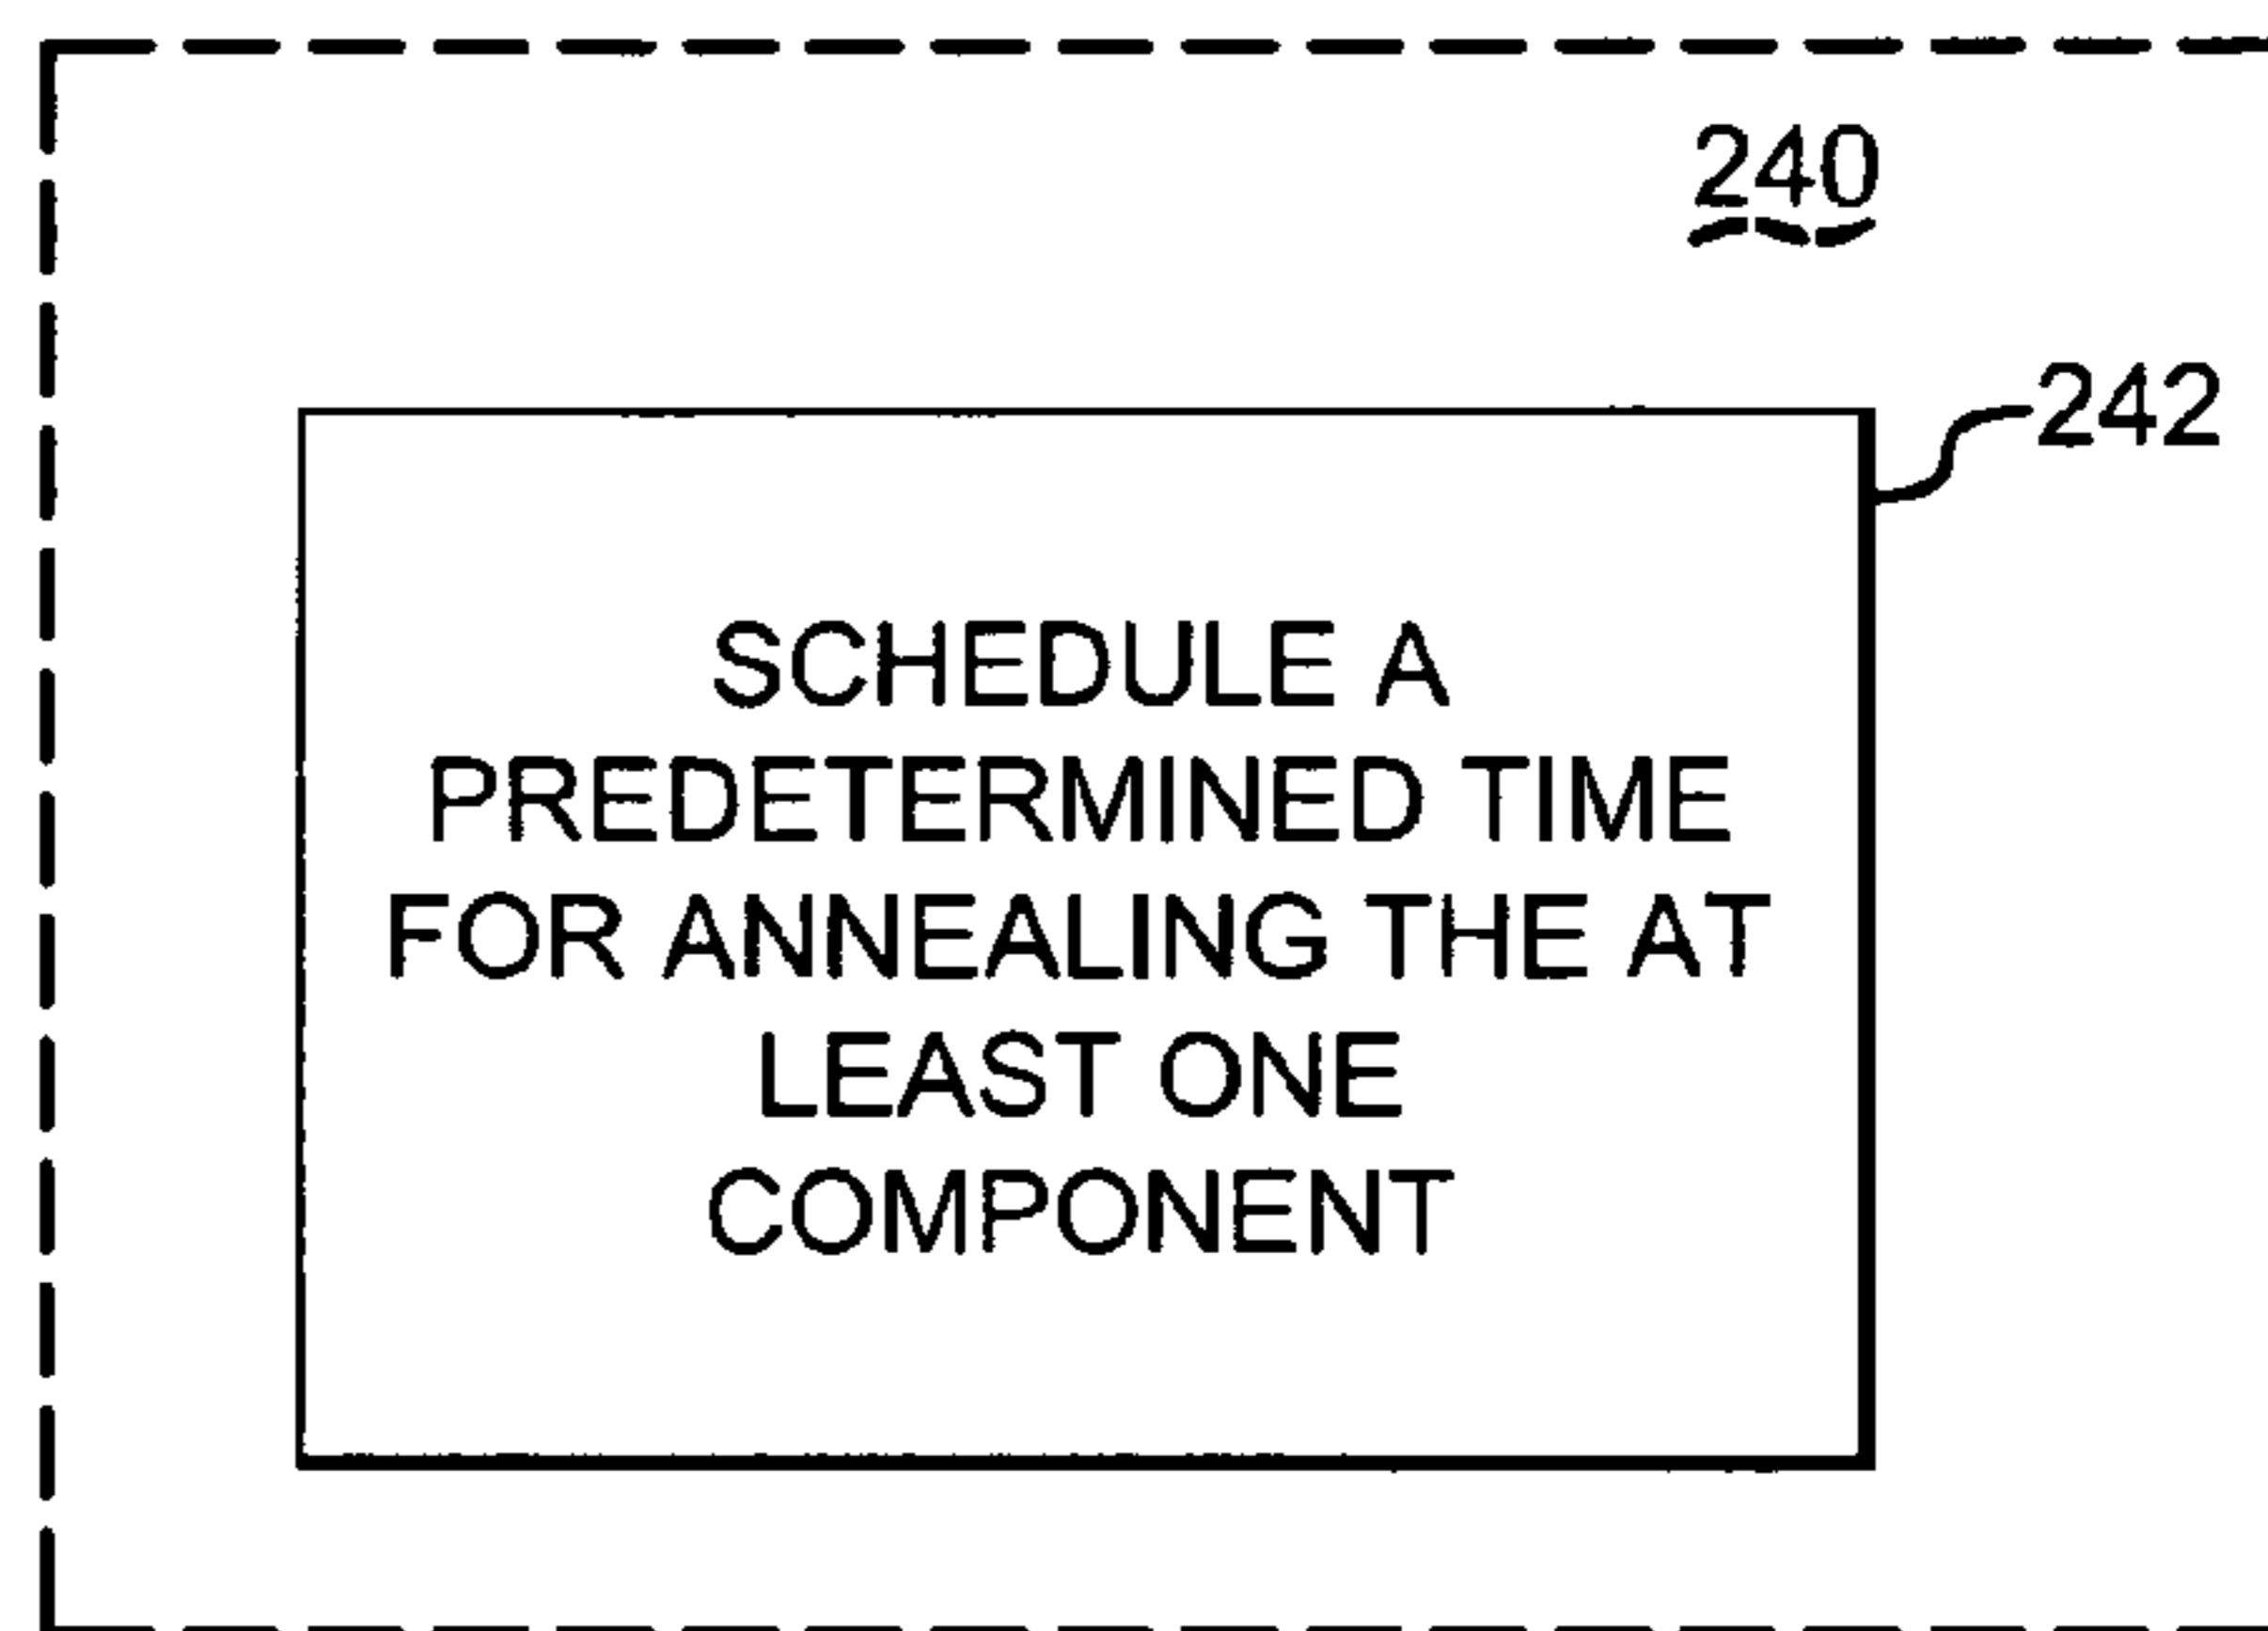 240
242
SCHEDULE A
PREDETERMINED TIME
FOR ANNEALING THE AT
LEAST ONE
COMPONENT